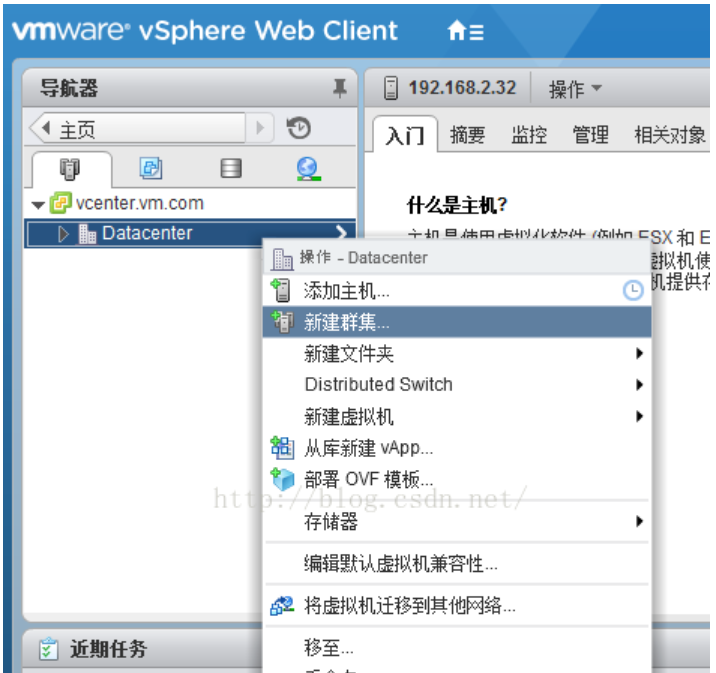 vmware® vSphere Web Client
导航器
主页
vcenter.vm.com
Datacenter
192.168.2.32 操作
入门 摘要 监控 管理 相关对象
什么是主机?
主机是使用虚拟化软件 (例如 ESX 和 E
虚拟机使
机提供存
操作 - Datacenter
添加主机...
新建群集...
新建文件夹
Distributed Switch
新建虚拟机
从库新建 vApp...
部署 OVF 模板...
http://blog.csdn.net/
存储器
编辑默认虚拟机兼容性...
将虚拟机迁移到其他网络...
移至...
近期任务